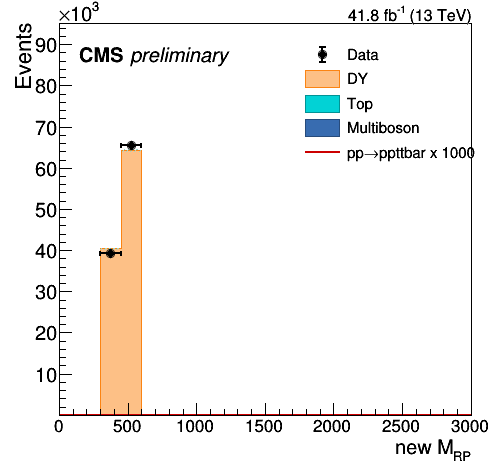 ×10³
41.8 fb⁻¹ (13 TeV)
Events
CMS preliminary
Data
DY
Top
Multiboson
pp→ppttbar x 1000
90
80
70
60
50
40
30
20
10
0 500 1000 1500 2000 2500 3000
new M_RP